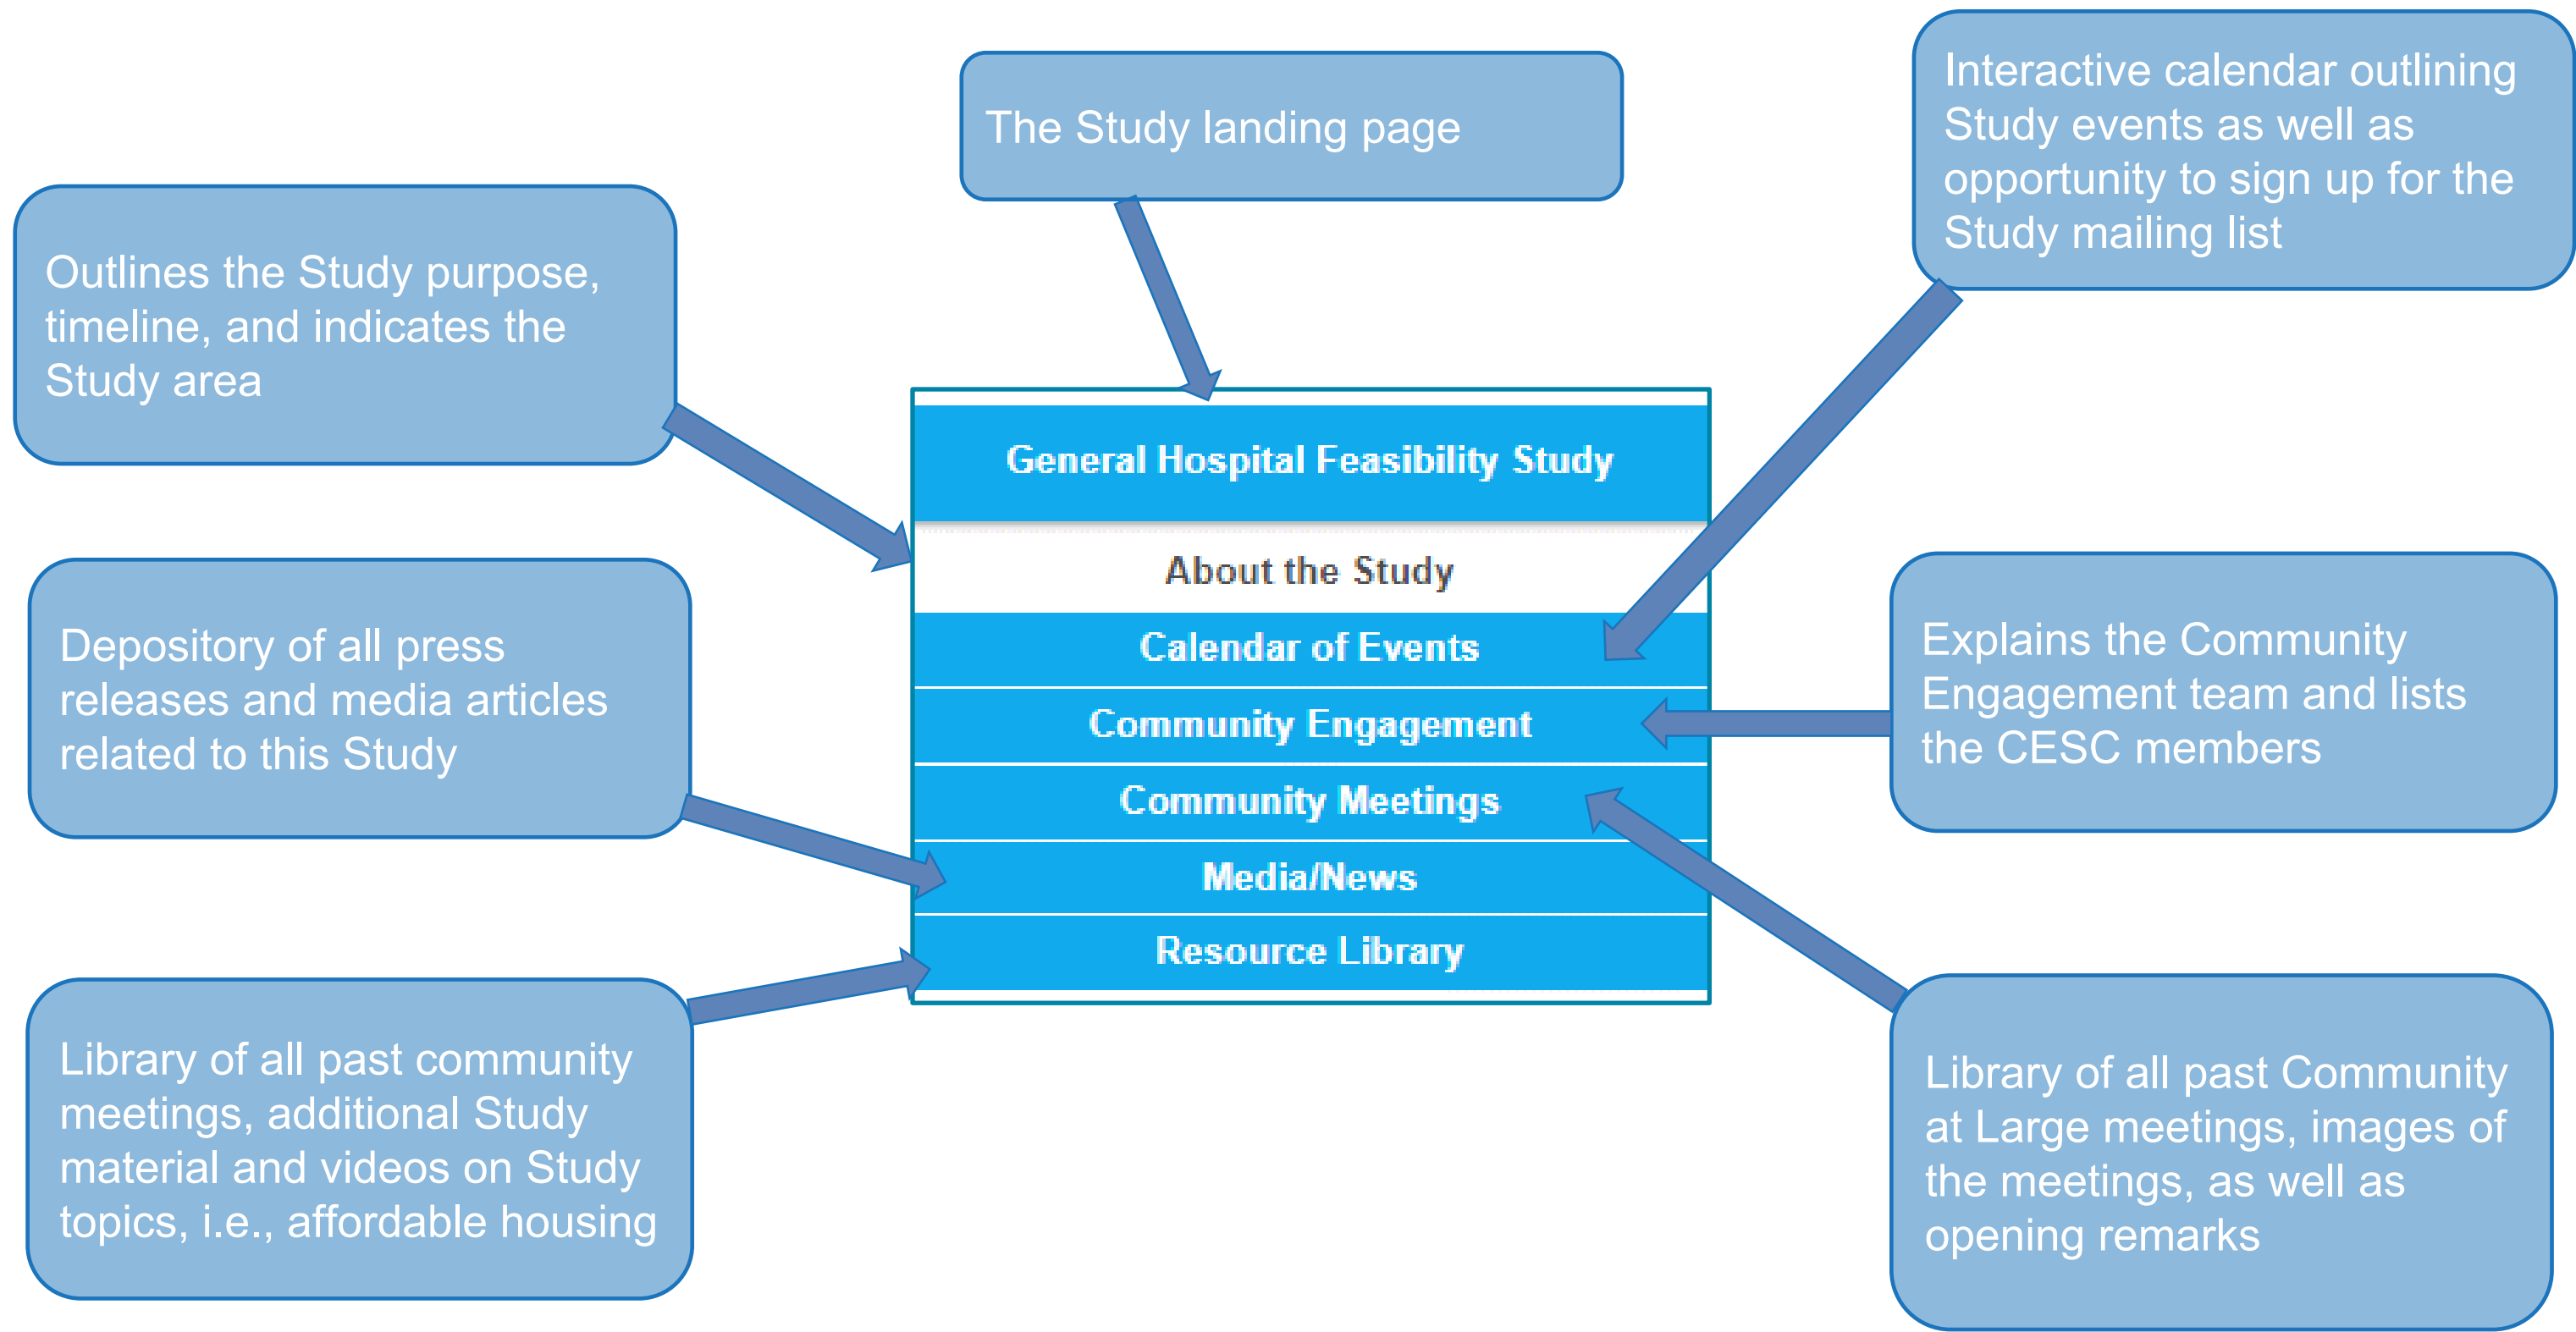 The Study landing page
Interactive calendar outlining
Study events as well as
opportunity to sign up for the
Study mailing list
Outlines the Study purpose,
timeline, and indicates the
Study area
General Hospital Feasibility Study
About the Study
Calendar of Events
Community Engagement
Community Meetings
Media/News
Resource Library
Depository of all press
releases and media articles
related to this Study
Explains the Community
Engagement team and lists
the CESC members
Library of all past community
meetings, additional Study
material and videos on Study
topics, i.e., affordable housing
Library of all past Community
at Large meetings, images of
the meetings, as well as
opening remarks